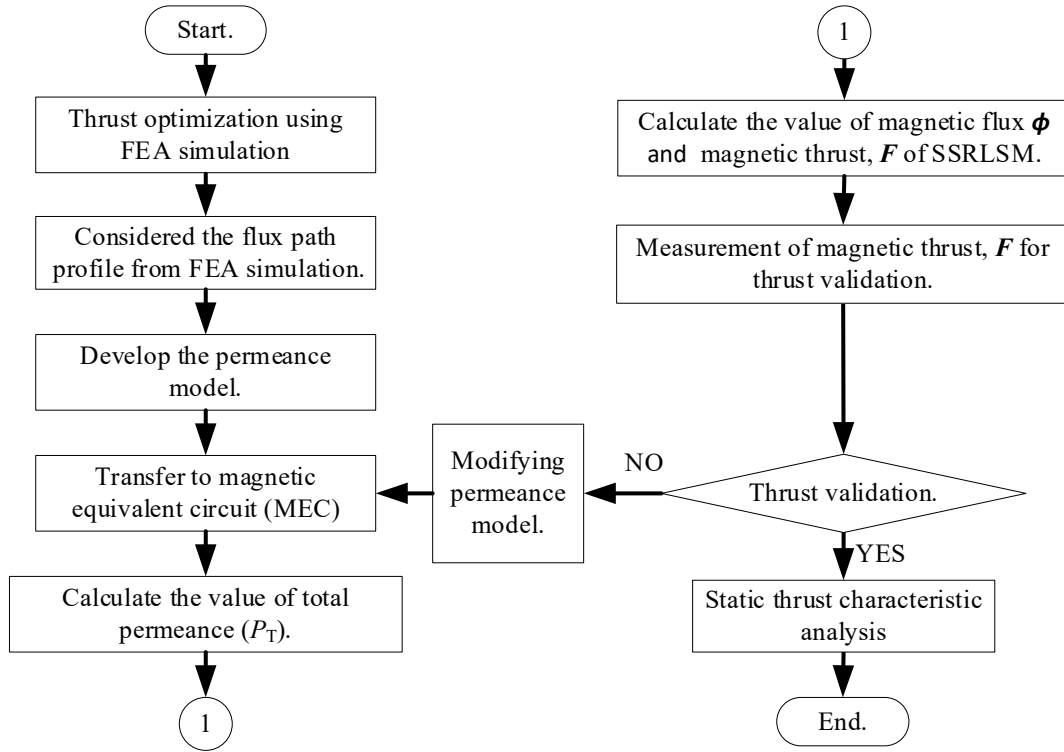 Start.
Thrust optimization using
FEA simulation
Considered the flux path
profile from FEA simulation.
Develop the permeance
model.
Transfer to magnetic
equivalent circuit (MEC)
Calculate the value of total
permeance (P_T).
1
1
Calculate the value of magnetic flux ϕ
and magnetic thrust, F of SSRLSM.
Measurement of magnetic thrust, F for
thrust validation.
Thrust validation.
NO
Modifying
permeance
model.
YES
Static thrust characteristic
analysis
End.